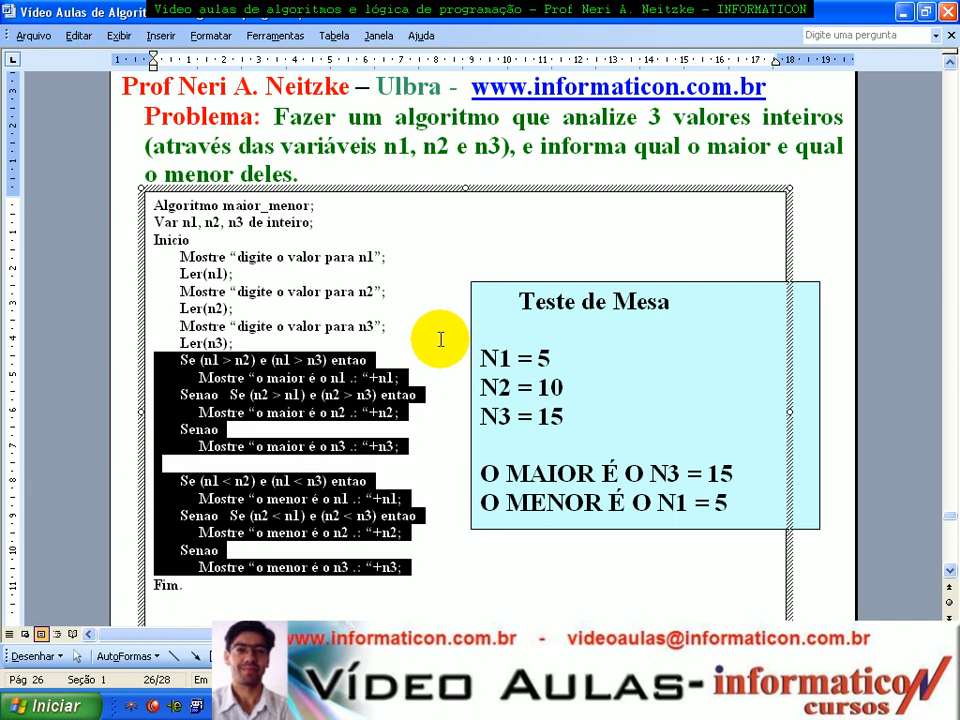 Vídeo aulas de algoritmos e lógica de programação – Prof Neri A. Neitzke – INFORMATICON
Vídeo Aulas de Algor
Arquivo Editar Exibir Inserir Formatar Ferramentas Tabela Janela Ajuda
Digite uma pergunta
Prof Neri A. Neitzke – Ulbra - www.informaticon.com.br
Problema: Fazer um algoritmo que analize 3 valores inteiros
(através das variáveis n1, n2 e n3), e informa qual o maior e qual
o menor deles.
Algoritmo maior_menor;
Var n1, n2, n3 de inteiro;
Inicio
Mostre “digite o valor para n1”;
Ler(n1);
Mostre “digite o valor para n2”;
Ler(n2);
Mostre “digite o valor para n3”;
Ler(n3);
Se (n1 > n2) e (n1 > n3) entao
Mostre “o maior é o n1 .: “+n1;
Senao Se (n2 > n1) e (n2 > n3) entao
Mostre “o maior é o n2 .: “+n2;
Senao
Mostre “o maior é o n3 .: “+n3;
Se (n1 < n2) e (n1 < n3) entao
Mostre “o menor é o n1 .: “+n1;
Senao Se (n2 < n1) e (n2 < n3) entao
Mostre “o menor é o n2 .: “+n2;
Senao
Mostre “o menor é o n3 .: “+n3;
Fim.
Teste de Mesa
N1 = 5
N2 = 10
N3 = 15
O MAIOR É O N3 = 15
O MENOR É O N1 = 5
www.informaticon.com.br - videoaulas@informaticon.com.br
Vídeo Aulas- informaticon
cursos
Desenhar AutoFormas
Pág 26 Seção 1 26/28 Em
Iniciar